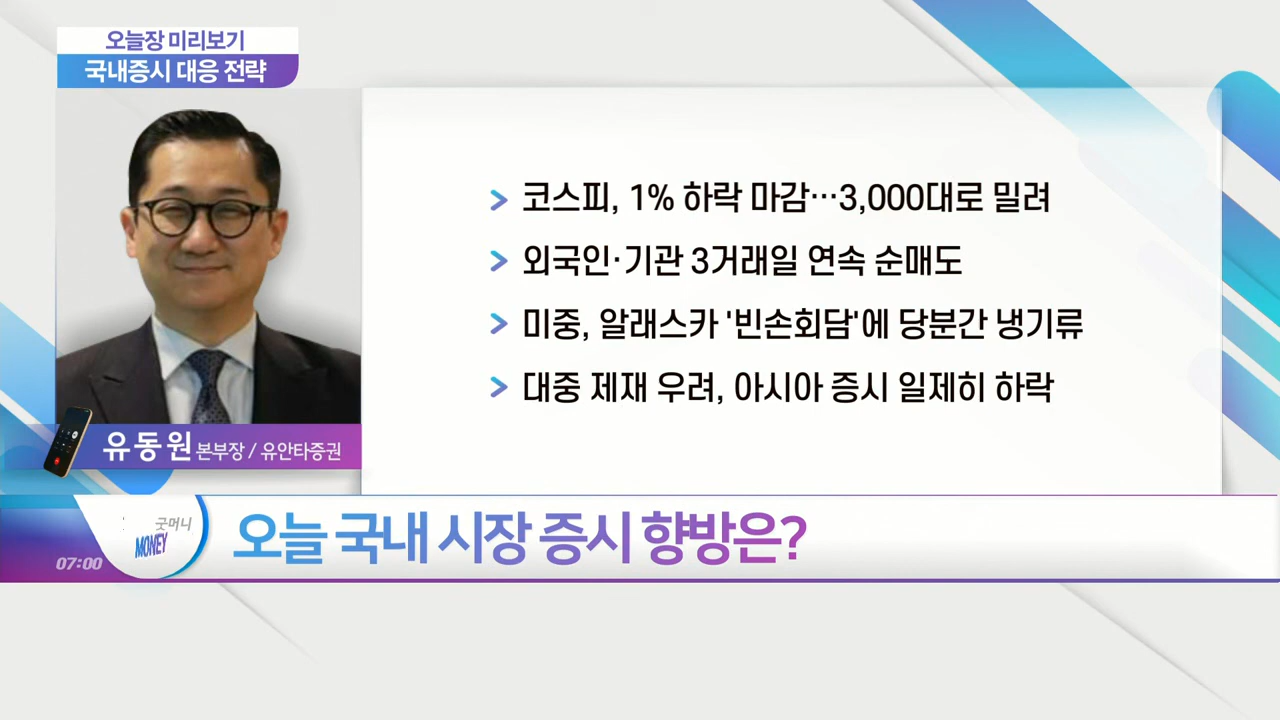 오늘장 미리보기
국내증시 대응 전략
코스피, 1% 하락 마감…3,000대로 밀려
외국인·기관 3거래일 연속 순매도
미중, 알래스카 '빈손회담'에 당분간 냉기류
대중 제재 우려, 아시아 증시 일제히 하락
유동원 본부장 / 유안타증권
굿머니
MONEY
07:00
오늘 국내 시장 증시 향방은?